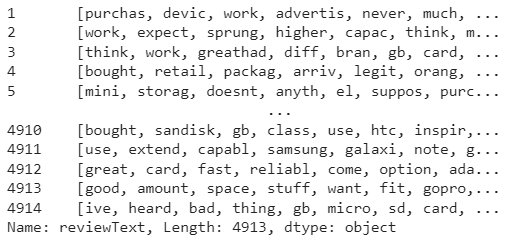 1       [purchas, devic, work, advertis, never, much, ...
2       [work, expect, sprung, higher, capac, think, m...
3       [think, work, greathad, diff, bran, gb, card, ...
4       [bought, retail, packag, arriv, legit, orang, ...
5       [mini, storag, doesnt, anyth, el, suppos, purc...
                              ...
4910    [bought, sandisk, gb, class, use, htc, inspir,...
4911    [use, extend, capabl, samsung, galaxi, note, g...
4912    [great, card, fast, reliabl, come, option, ada...
4913    [good, amount, space, stuff, want, fit, gopro,...
4914    [ive, heard, bad, thing, gb, micro, sd, card, ...
Name: reviewText, Length: 4913, dtype: object